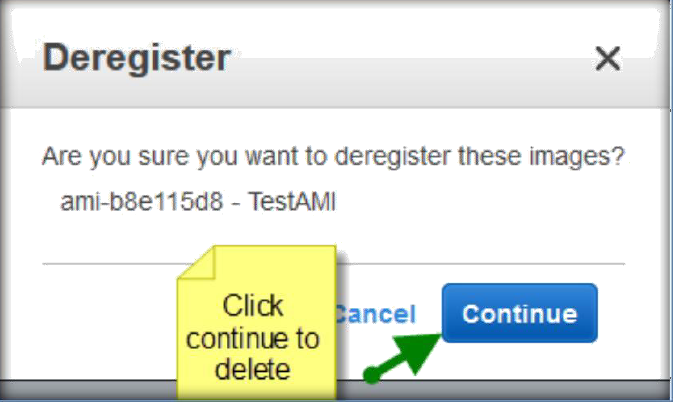 Deregister
Are you sure you want to deregister these images?
ami-b8e115d8 - TestAMI
Click
continue to
delete
Cancel
Continue